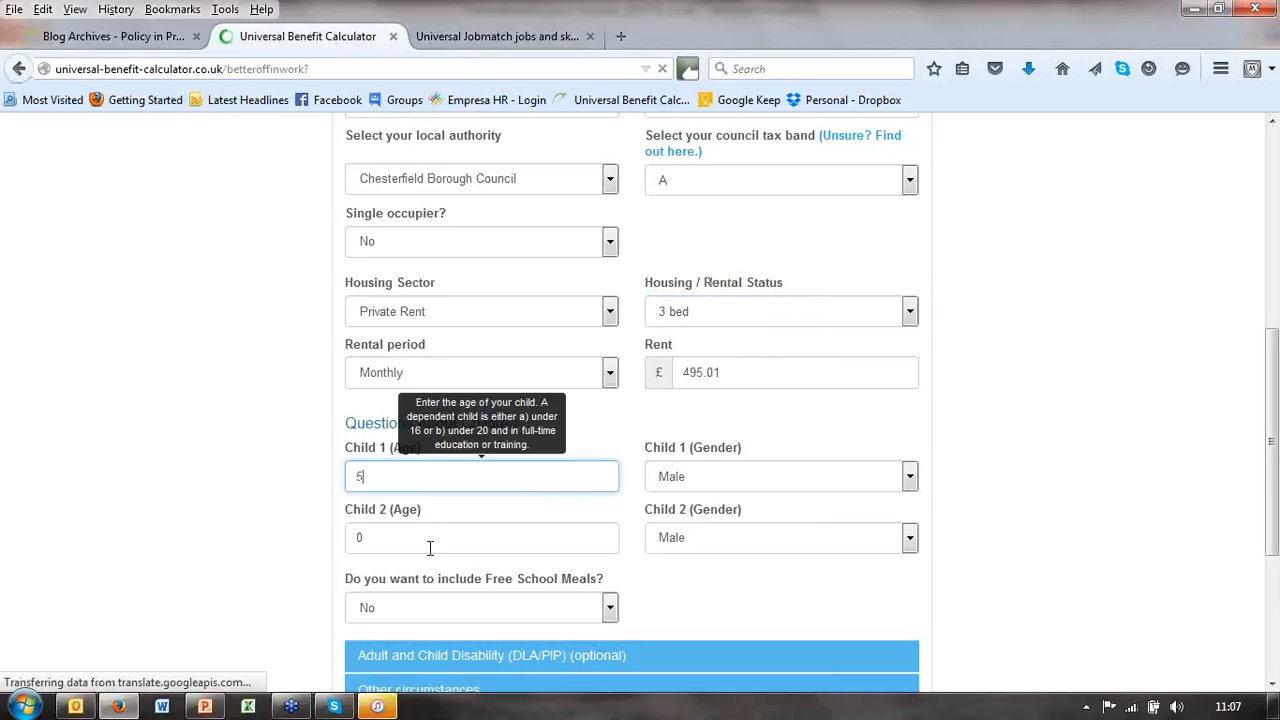 File Edit View History Bookmarks Tools Help
Blog Archives - Policy in Pr... × Universal Benefit Calculator × Universal Jobmatch jobs and sk... × +
universal-benefit-calculator.co.uk/betteroffinwork? Search
Most Visited Getting Started Latest Headlines Facebook Groups Empresa HR - Longin Universal Benefit Calc... Google Keep Personal - Dropbox
Select your local authority
Select your council tax band (Unsure? Find
out here.)
Chesterfield Borough Council
A
Single occupier?
No
Housing Sector Housing / Rental Status
Private Rent 3 bed
Rental period Rent
Monthly £ 495.01
Enter the age of your child. A
dependent child is either a) under
16 or b) under 20 and in full-time
education or training.
Child 1 (Age) Child 1 (Gender)
5 Male
Child 2 (Age) Child 2 (Gender)
0 Male
Do you want to include Free School Meals?
No
Adult and Child Disability (DLA/PIP) (optional)
Other circumstances
Transferring data from translate.googleapis.com...
11:07